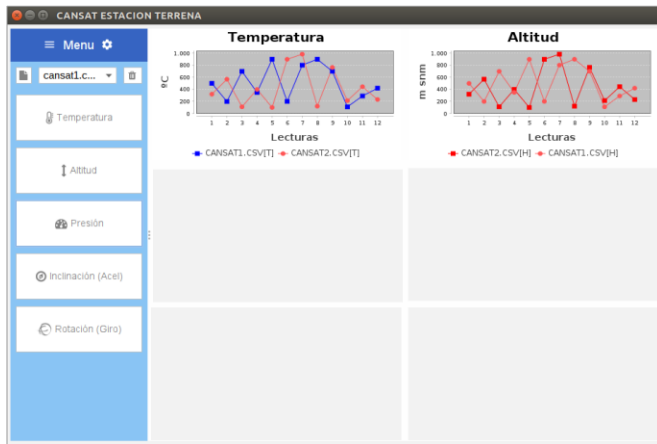 CANSAT ESTACION TERRENA
Menu
cansat1.c...
Temperatura
Altitud
Presión
Inclinación (Acel)
Rotación (Giro)
Temperatura
ºC
1.000
800
600
400
200
0
1 2 3 4 5 6 7 8 9 10 11 12
Lecturas
CANSAT1.CSV[T] CANSAT2.CSV[T]
Altitud
m snm
1.000
800
600
400
200
0
1 2 3 4 5 6 7 8 9 10 11 12
Lecturas
CANSAT2.CSV[H] CANSAT1.CSV[H]